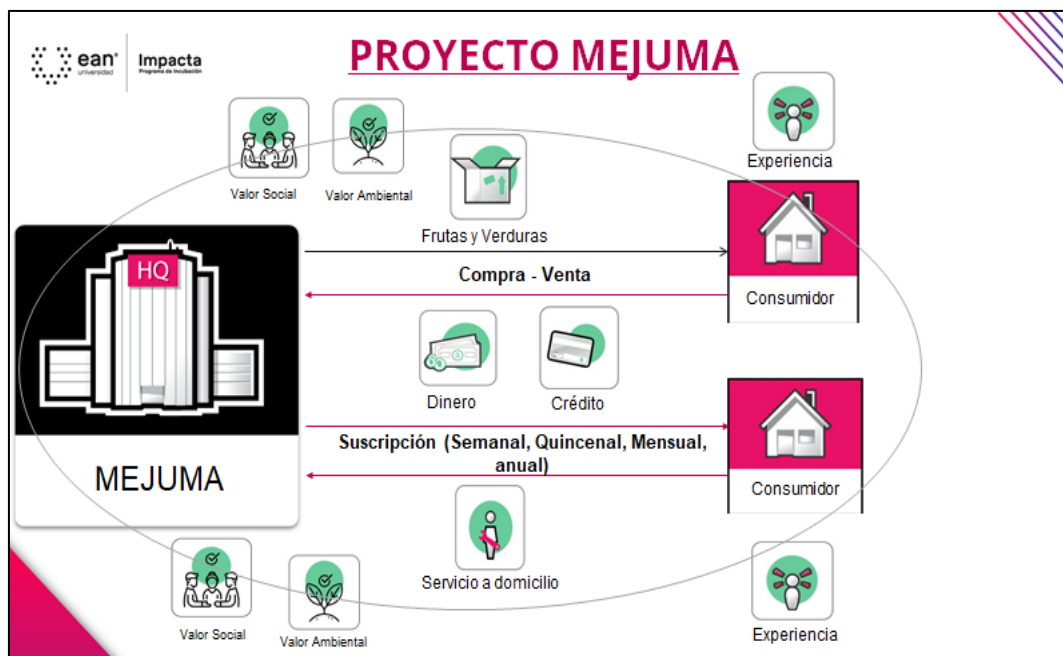 ean®
universidad
Impacta
Programa de Incubación
PROYECTO MEJUMA
Valor Social
Valor Ambiental
Experiencia
Frutas y Verduras
HQ
Compra - Venta
Consumidor
Dinero
Crédito
Suscripción (Semanal, Quincenal, Mensual,
anual)
MEJUMA
Consumidor
Servicio a domicilio
Valor Social
Valor Ambiental
Experiencia